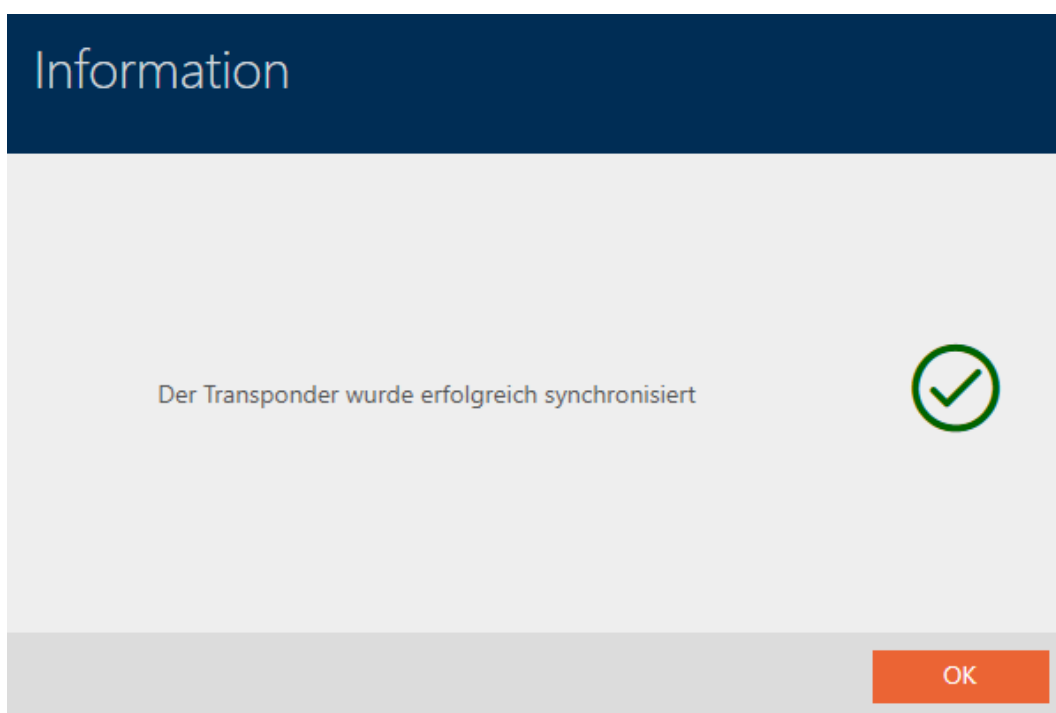 Information
Der Transponder wurde erfolgreich synchronisiert
OK